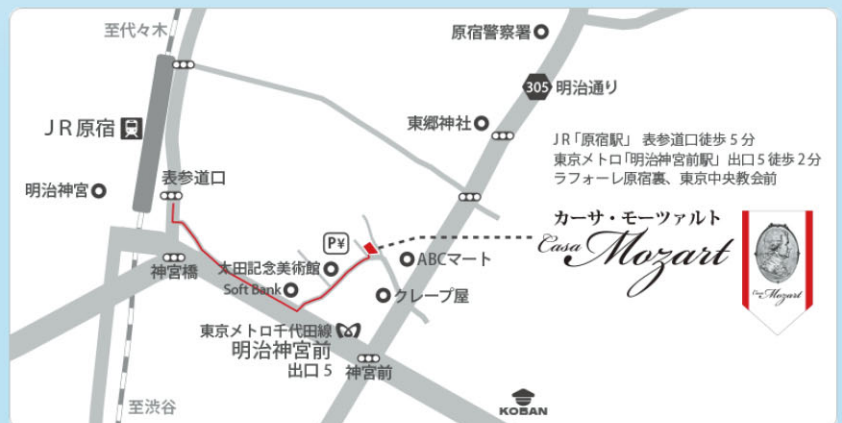 至代々木
原宿警察署
305 明治通り
JR原宿
東郷神社
JR「原宿駅」 表参道口徒歩5分
東京メトロ「明治神宮前駅」出口5徒歩2分
ラフォーレ原宿裏、東京中央教会前
明治神宮
表参道口
カーサ・モーツァルト
Casa Mozart
P¥
神宮橋
太田記念美術館
ABCマート
Soft Bank
クレープ屋
Casa Mozart
東京メトロ千代田線
明治神宮前
出口5
神宮前
至渋谷
KOBAN